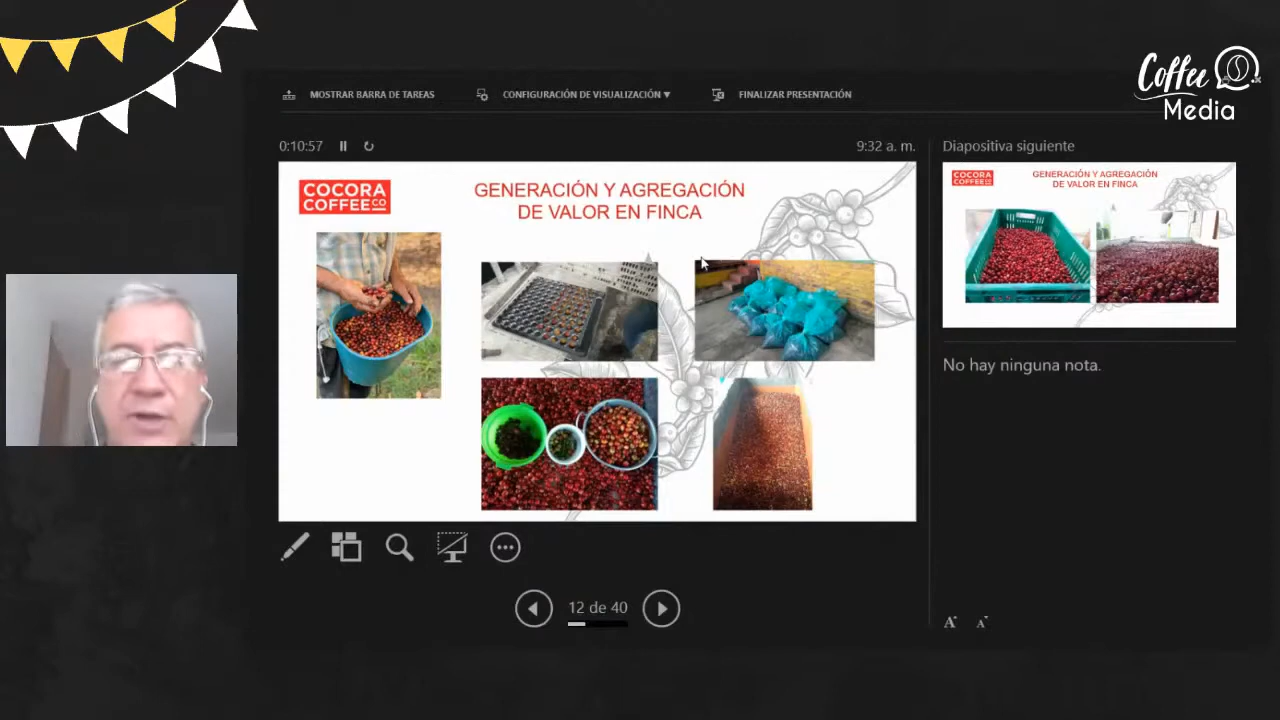 Coffee
Media
MOSTRAR BARRA DE TAREAS
CONFIGURACIÓN DE VISUALIZACIÓN ▼
FINALIZAR PRESENTACIÓN
0:10:57
9:32 a. m.
Diapositiva siguiente
COCORA
COFFEE CO
GENERACIÓN Y AGREGACIÓN
DE VALOR EN FINCA
COCORA
COFFEE CO
GENERACIÓN Y AGREGACIÓN
DE VALOR EN FINCA
No hay ninguna nota.
12 de 40
A A